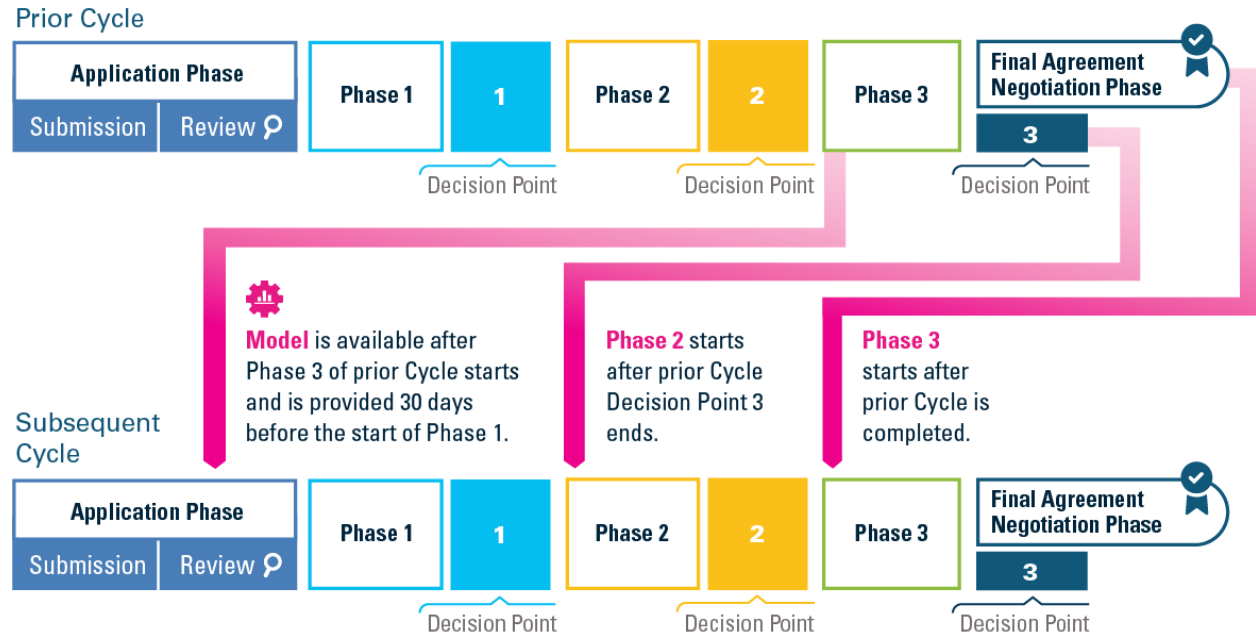 Prior Cycle
Application Phase
Submission
Review
Phase 1
1
Decision Point
Phase 2
2
Decision Point
Phase 3
Final Agreement
Negotiation Phase
3
Decision Point
Model is available after
Phase 3 of prior Cycle starts
and is provided 30 days
before the start of Phase 1.
Phase 2 starts
after prior Cycle
Decision Point 3
ends.
Phase 3
starts after
prior Cycle is
completed.
Subsequent
Cycle
Application Phase
Submission
Review
Phase 1
1
Decision Point
Phase 2
2
Decision Point
Phase 3
Final Agreement
Negotiation Phase
3
Decision Point